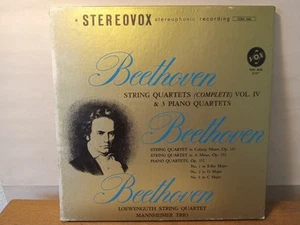 STEREOVOX stereophonic recording
VOX
Beethoven
STRING QUARTETS (COMPLETE) VOL. IV
& 3 PIANO QUARTETS
Beethoven
STRING QUARTET in C-sharp Minor, Op. 131
STRING QUARTET in A Minor, Op. 132
PIANO QUARTETS,
No. 1 in E-flat Major
No. 2 in D Major
No. 3 in C Major
Beethoven
LOEWENGUTH STRING QUARTET
MANNHEIMER TRIO